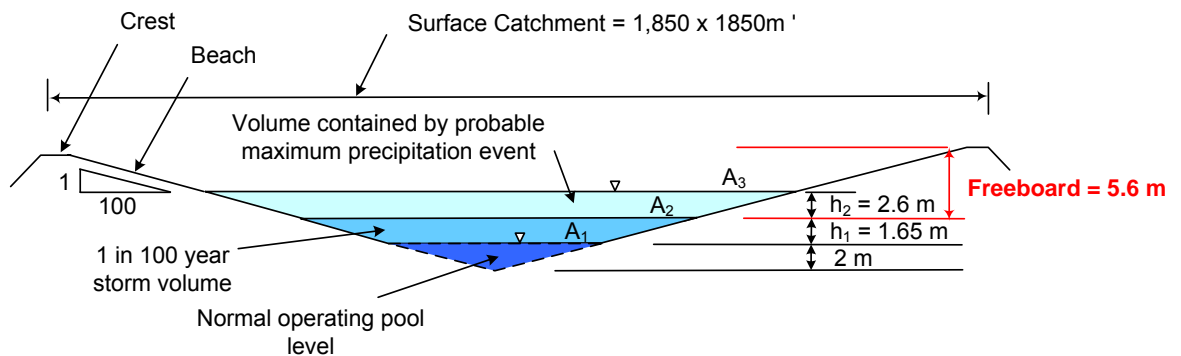 Crest
Surface Catchment = 1,850 x 1850m '
Beach
Volume contained by probable
maximum precipitation event
1
100
A3
A2
A1
Freeboard = 5.6 m
h2 = 2.6 m
h1 = 1.65 m
2 m
1 in 100 year
storm volume
Normal operating pool
level